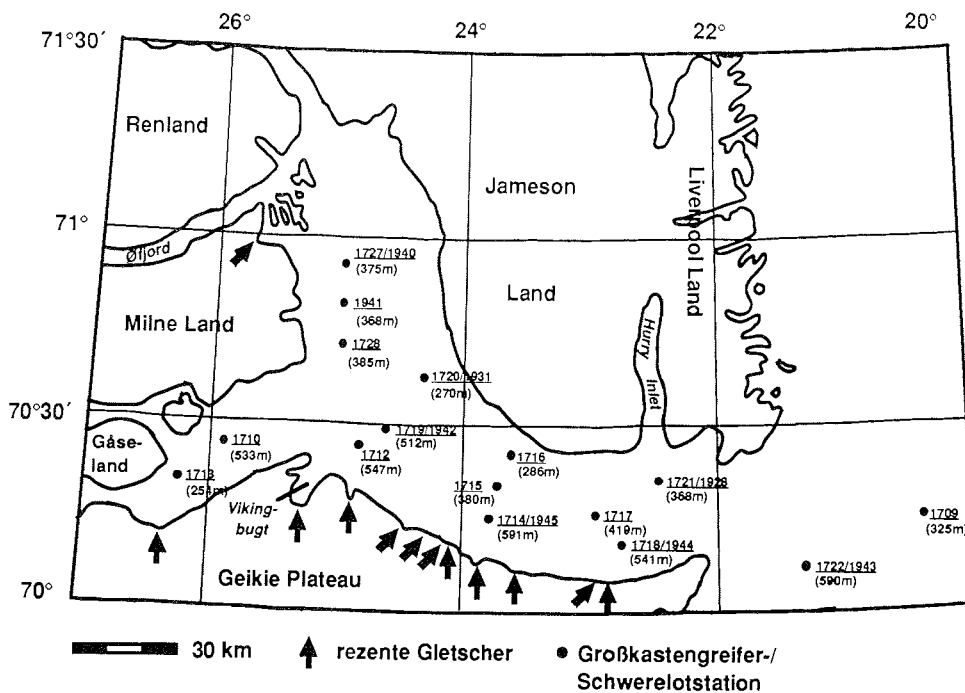 26°
24°
22°
20°
71°30´
Renland
Jameson
Liverpool Land
71°
Øfjord
1727/1940
(375m)
Land
1941
(368m)
Milne Land
1728
(385m)
Hurry
Inlet
1720/1931
(270m)
70°30´
Gåse-
land
1710
(533m)
1719/1942
(512m)
1712
(547m)
1716
(286m)
1713
(254m)
1715
(380m)
1721/1928
(368m)
Viking-
bugt
1714/1945
(591m)
1717
(419m)
1709
(325m)
1718/1944
(541m)
1722/1943
(590m)
Geikie Plateau
70°
30 km
rezente Gletscher
Großkastengreifer-/
Schwerelotstation